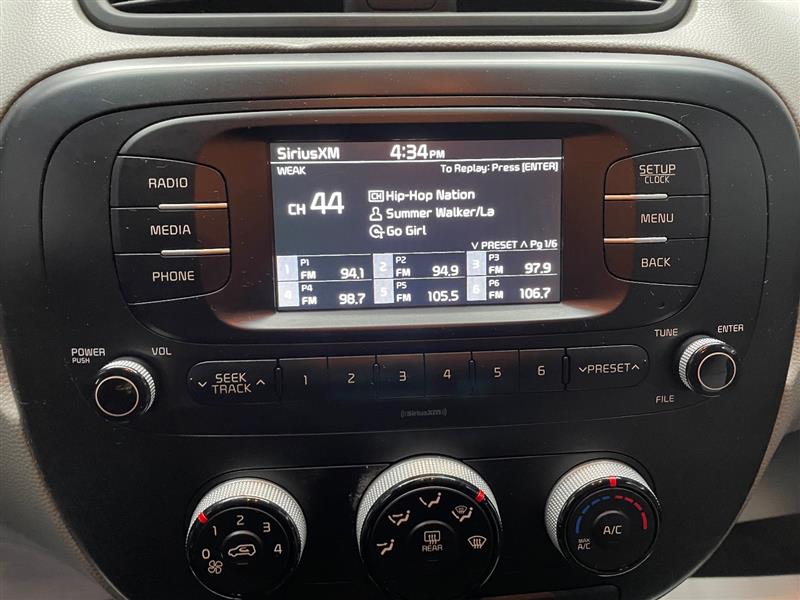 SiriusXM 4:34PM
WEAK To Replay: Press [ENTER]
CH 44
CH Hip-Hop Nation
Summer Walker/La
Go Girl
∨ PRESET ∧ Pg 1/6
1 P1 FM 94.1 2 P2 FM 94.9 3 P3 FM 97.9
4 P4 FM 98.7 5 P5 FM 105.5 6 P6 FM 106.7
RADIO
MEDIA
PHONE
SETUP
CLOCK
MENU
BACK
POWER
PUSH
VOL
∨ SEEK ∧
TRACK
1 2 3 4 5 6
∨PRESET∧
TUNE
ENTER
FILE
SiriusXM
0 1 2 3 4
REAR
A/C
MAX
A/C